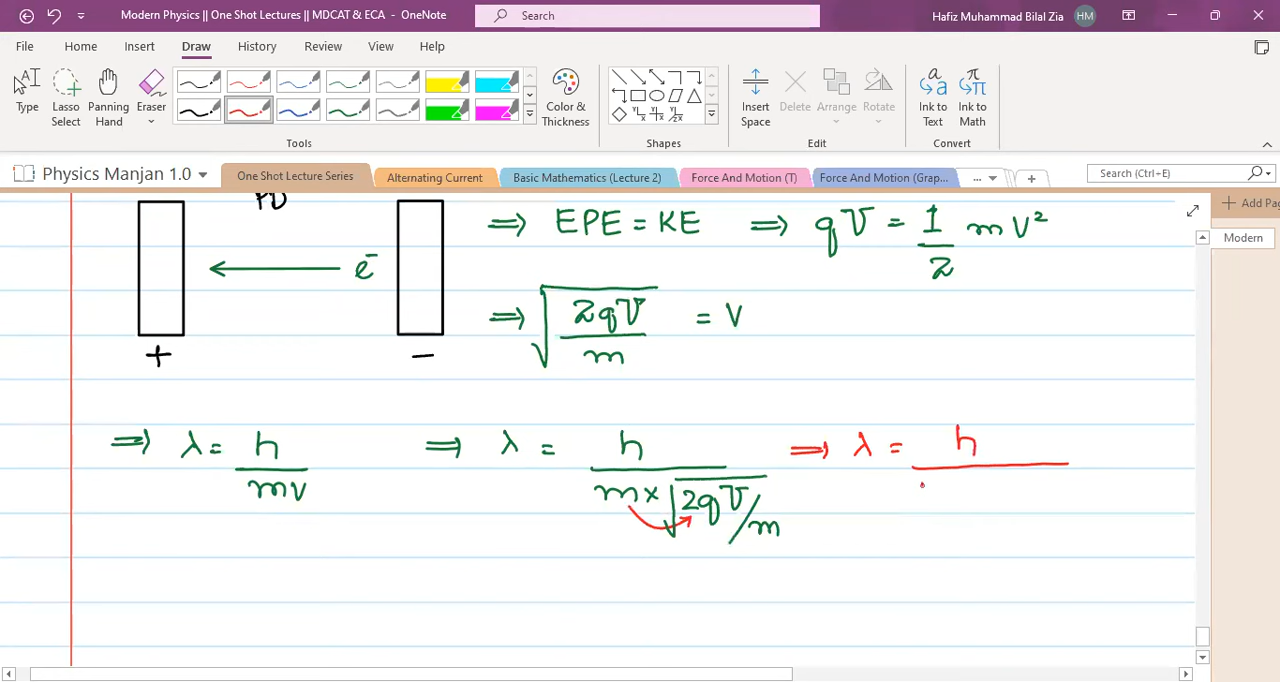 Modern Physics || One Shot Lectures || MDCAT & ECA - OneNote
Search
Hafiz Muhammad Bilal Zia HM
File Home Insert Draw History Review View Help
Type Lasso Select Panning Hand Eraser Color & Thickness Insert Space Delete Arrange Rotate Ink to Text Ink to Math
Tools Shapes Edit Convert
Physics Manjan 1.0 One Shot Lecture Series Alternating Current Basic Mathematics (Lecture 2) Force And Motion (T) Force And Motion (Grap... ... Search (Ctrl+E)
Add Pag
Modern
PD
⇒ EPE = KE ⇒ qV = 1/2 mv²
e⁻
⇒ √(2qV/m) = v
+ −
⇒ λ = h/mv ⇒ λ = h/(m×√(2qV/m)) ⇒ λ = h